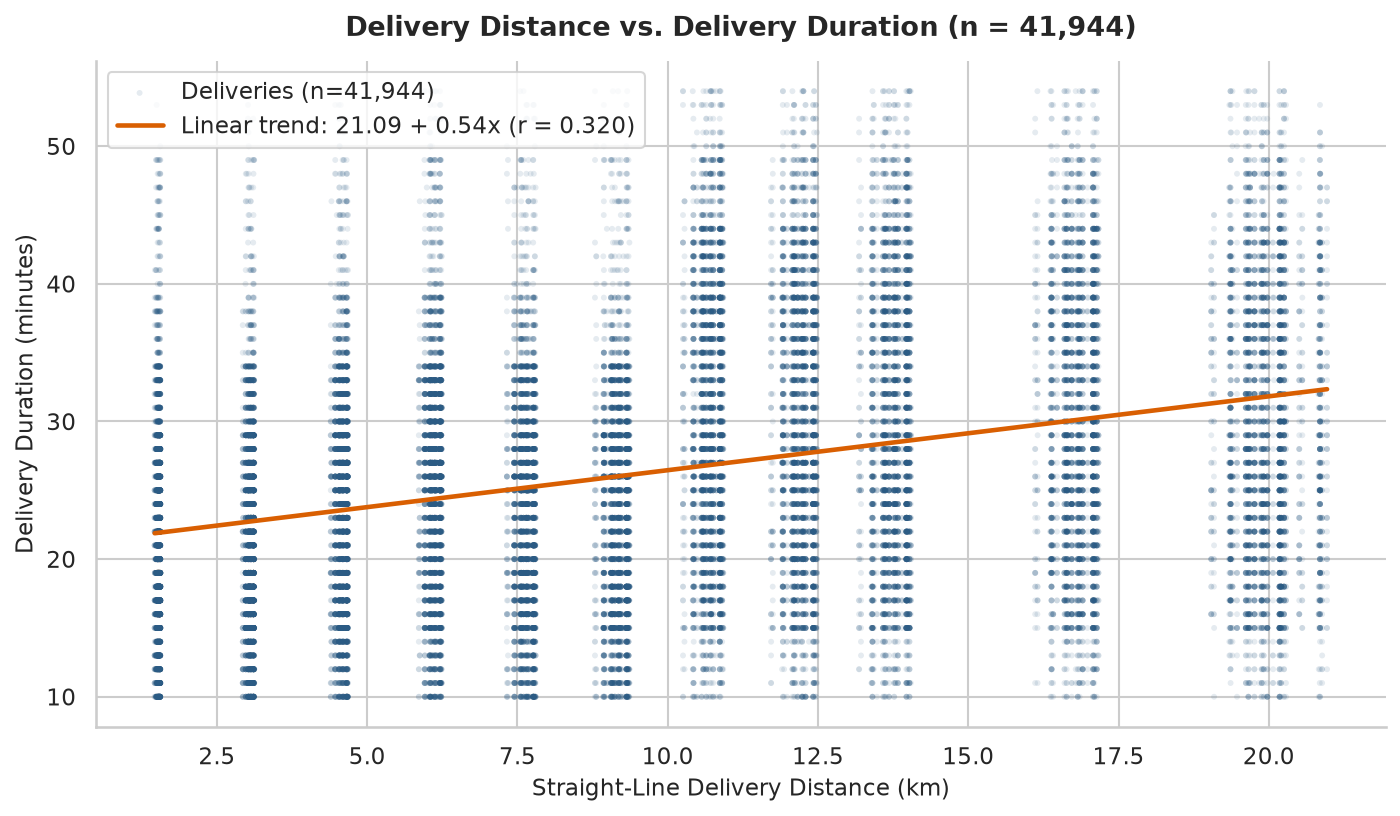 Delivery Distance vs. Delivery Duration (n = 41,944)
Deliveries (n=41,944)
Linear trend: 21.09 + 0.54x (r = 0.320)
Delivery Duration (minutes)
50
40
30
20
10
2.5 5.0 7.5 10.0 12.5 15.0 17.5 20.0
Straight-Line Delivery Distance (km)